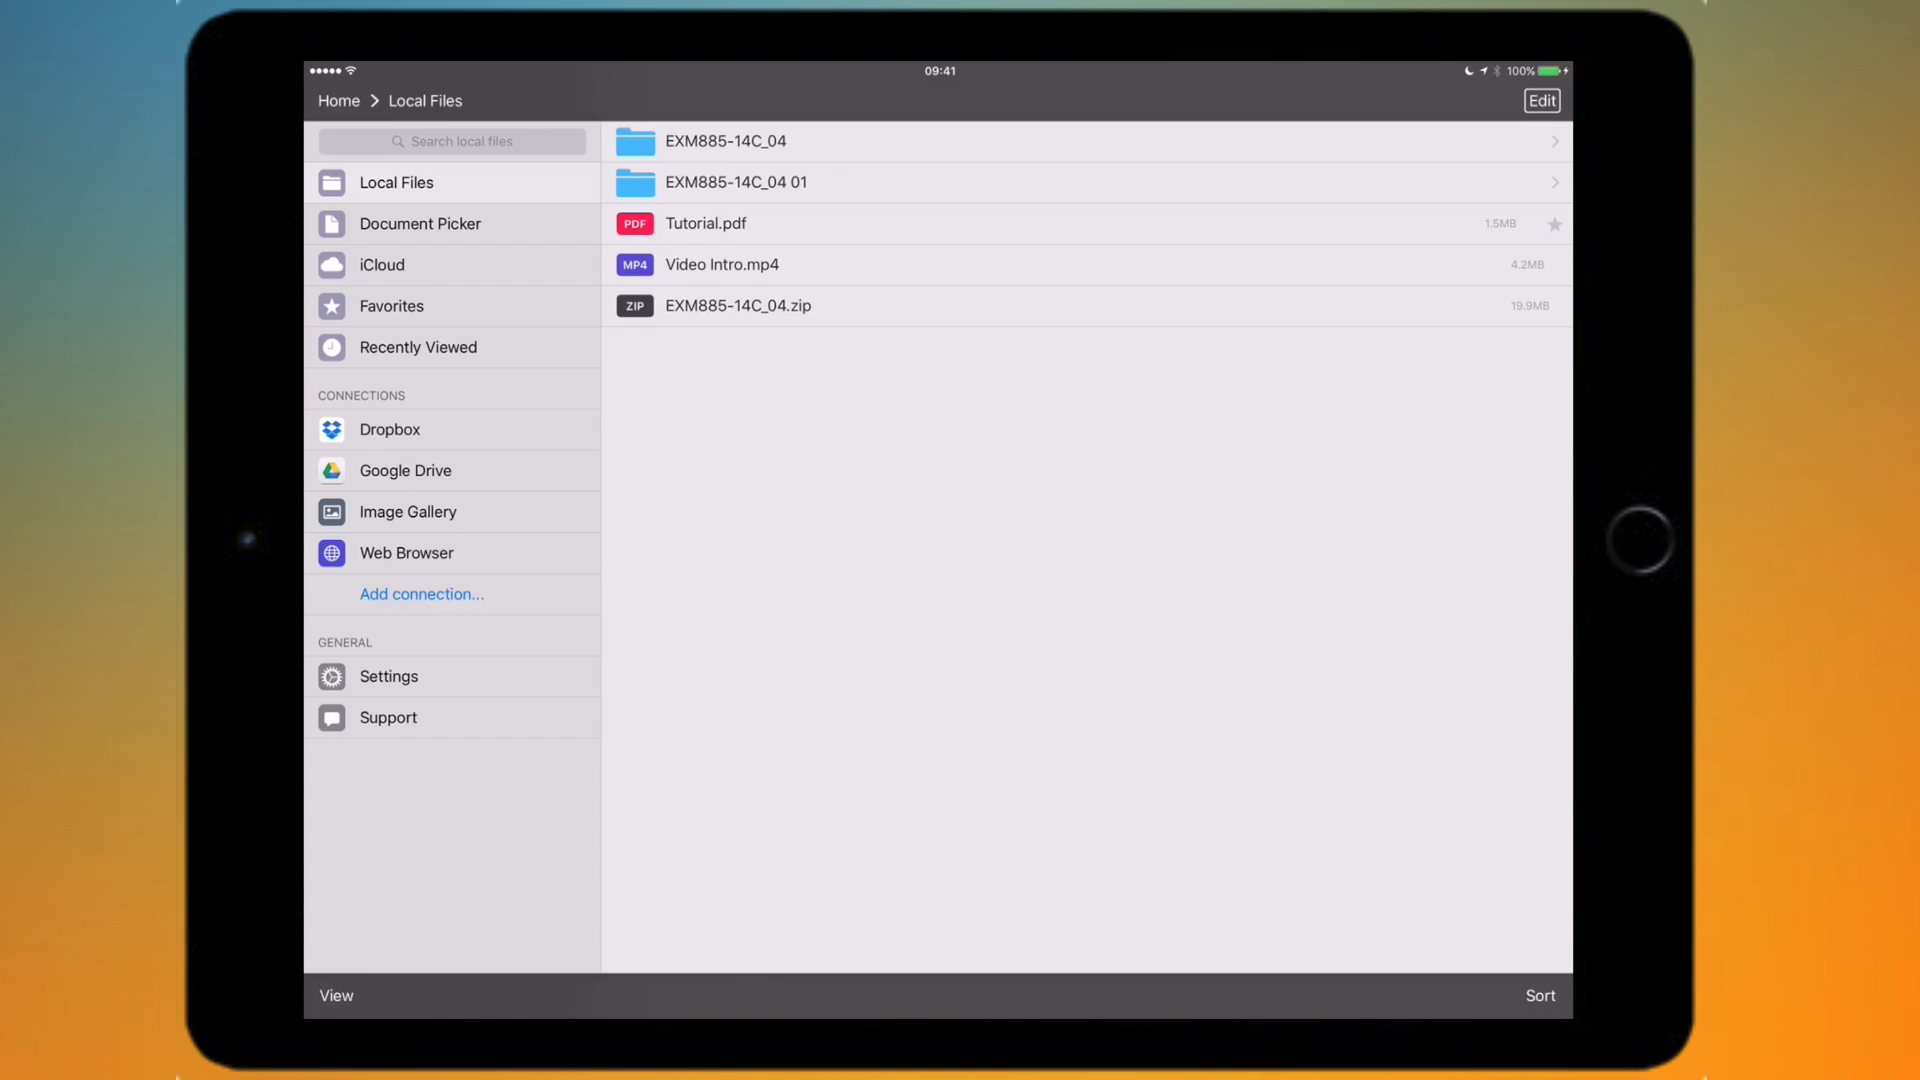 09:41
100%
Home Local Files
Edit
Search local files
Local Files
Document Picker
iCloud
Favorites
Recently Viewed
CONNECTIONS
Dropbox
Google Drive
Image Gallery
Web Browser
Add connection...
GENERAL
Settings
Support
EXM885-14C_04
EXM885-14C_04 01
PDF Tutorial.pdf 1.5MB
MP4 Video Intro.mp4 4.2MB
ZIP EXM885-14C_04.zip 19.9MB
View
Sort